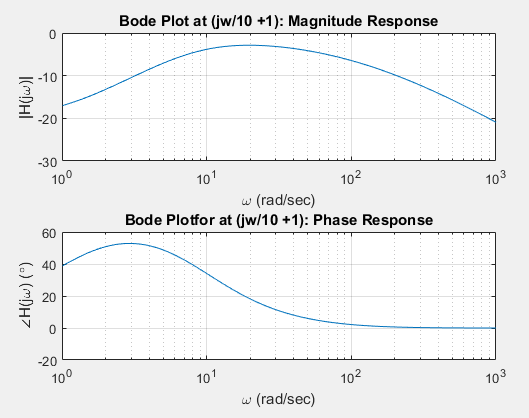 Bode Plot at (jw/10 +1): Magnitude Response
0
-10
-20
-30
|H(jω)|
10^0
10^1
10^2
10^3
ω (rad/sec)
Bode Plotfor at (jw/10 +1): Phase Response
60
40
20
0
-20
∠H(jω) (°)
10^0
10^1
10^2
10^3
ω (rad/sec)